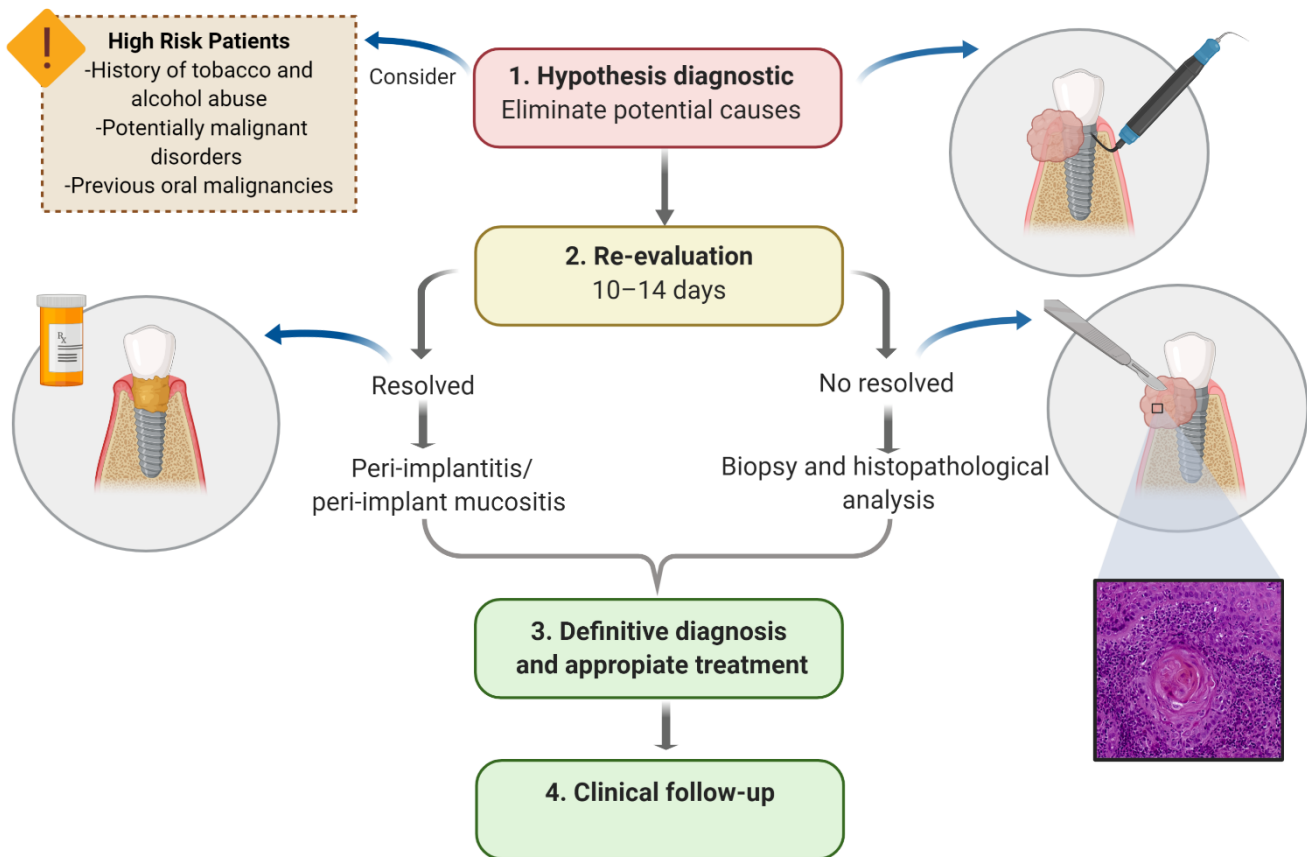 High Risk Patients
-History of tobacco and
alcohol abuse
-Potentially malignant
disorders
-Previous oral malignancies
Consider
1. Hypothesis diagnostic
Eliminate potential causes
2. Re-evaluation
10–14 days
Rx
Resolved
No resolved
Peri-implantitis/
peri-implant mucositis
Biopsy and histopathological
analysis
3. Definitive diagnosis
and appropiate treatment
4. Clinical follow-up